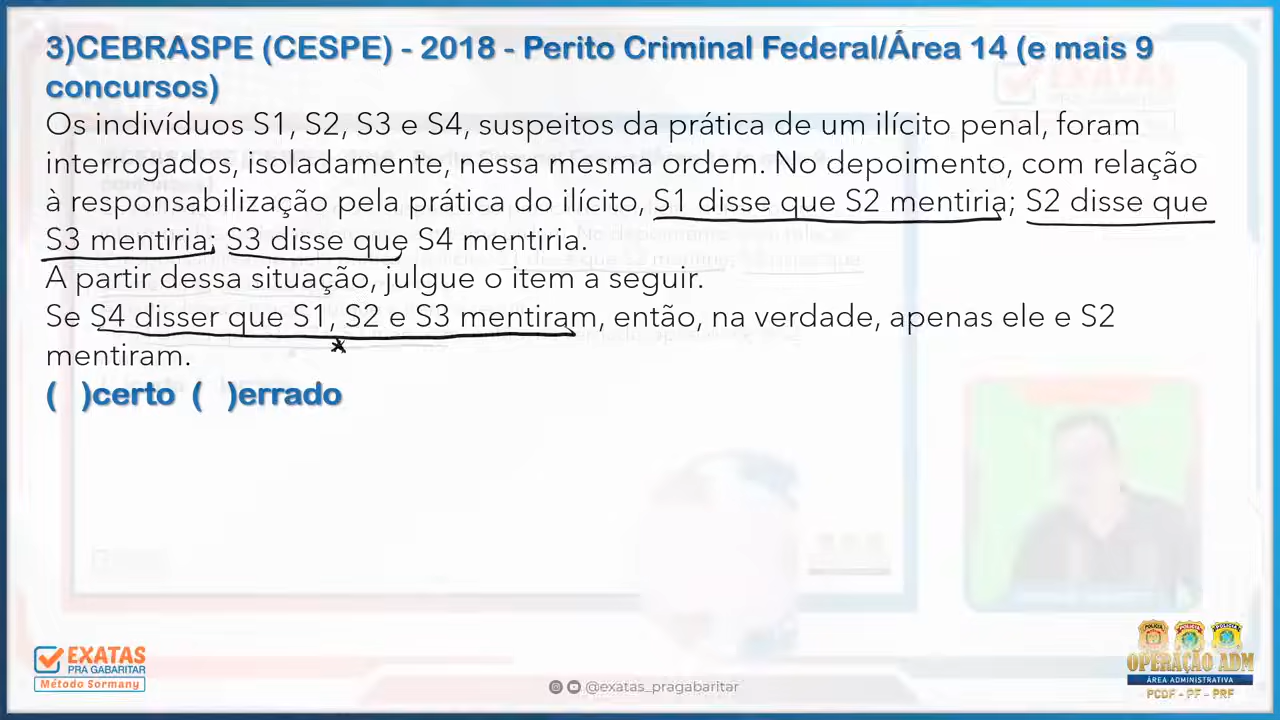 3)CEBRASPE (CESPE) - 2018 - Perito Criminal Federal/Área 14 (e mais 9
concursos)
Os indivíduos S1, S2, S3 e S4, suspeitos da prática de um ilícito penal, foram
interrogados, isoladamente, nessa mesma ordem. No depoimento, com relação
à responsabilização pela prática do ilícito, S1 disse que S2 mentiria; S2 disse que
S3 mentiria; S3 disse que S4 mentiria.
A partir dessa situação, julgue o item a seguir.
Se S4 disser que S1, S2 e S3 mentiram, então, na verdade, apenas ele e S2
mentiram.
( )certo ( )errado
EXATAS
PRA GABARITAR
Método Sormany
@exatas_pragabaritar
POLÍCIA POLÍCIA POLÍCIA
OPERAÇÃO ADM
ÁREA ADMINISTRATIVA
PCDF - PF - PRF